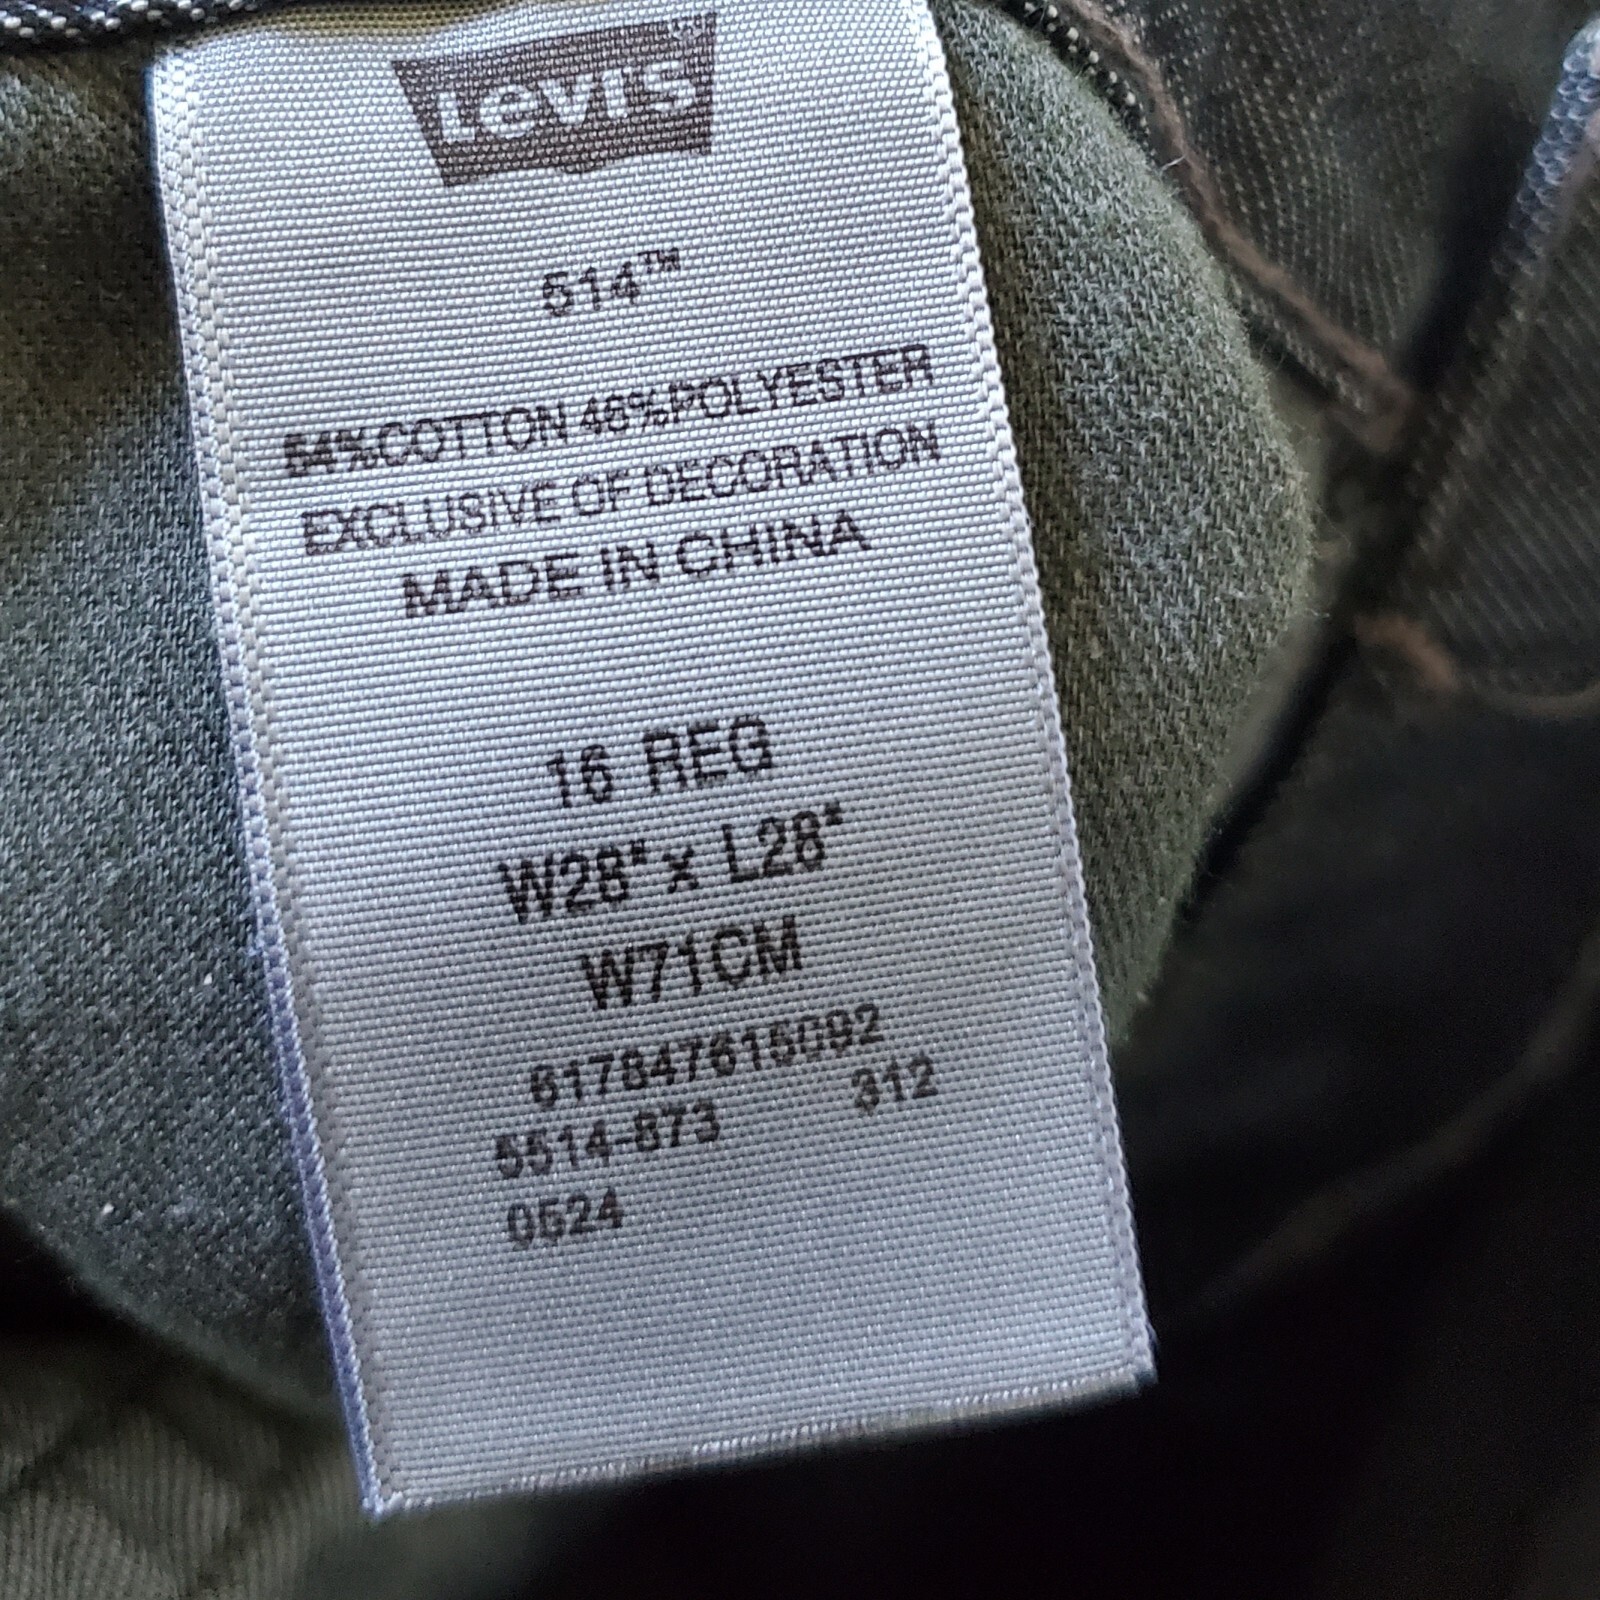 Levi's
514™
54%COTTON 46%POLYESTER
EXCLUSIVE OF DECORATION
MADE IN CHINA
16 REG
W28" x L28"
W71CM
617847615092
5514-873 312
0524